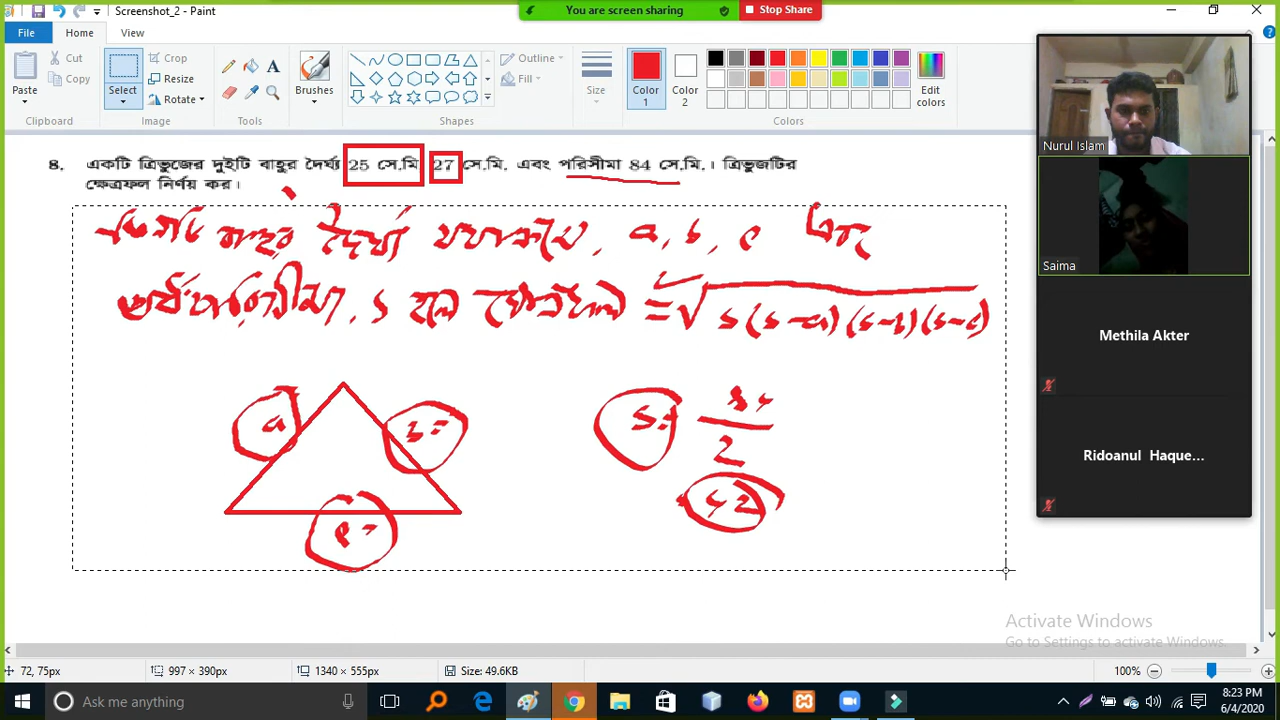 Screenshot_2 - Paint
You are screen sharing
Stop Share
File
Home
View
Paste
Cut
Copy
Clipboard
Select
Crop
Resize
Rotate
Image
Tools
Brushes
Shapes
Outline
Fill
Size
Color 1
Color 2
Edit colors
Colors
৪. একটি ত্রিভুজের দুইটি বাহুর দৈর্ঘ্য 25 সে.মি 27 সে.মি. এবং পরিসীমা 84 সে.মি.। ত্রিভুজটির
ক্ষেত্রফল নির্ণয় কর।
তিনটি বাহুর দৈর্ঘ্য যথাক্রমে, a, b, c এবং
অর্ধপরিসীমা, s হলে ক্ষেত্রফল = √s(s-a)(s-b)(s-c)
a
b =
c =
s = 84/2
42
Nurul Islam
Saima
Methila Akter
Ridoanul Haque...
Activate Windows
Go to Settings to activate Windows.
72, 75px
997 × 390px
1340 × 555px
Size: 49.6KB
100%
Ask me anything
8:23 PM
6/4/2020